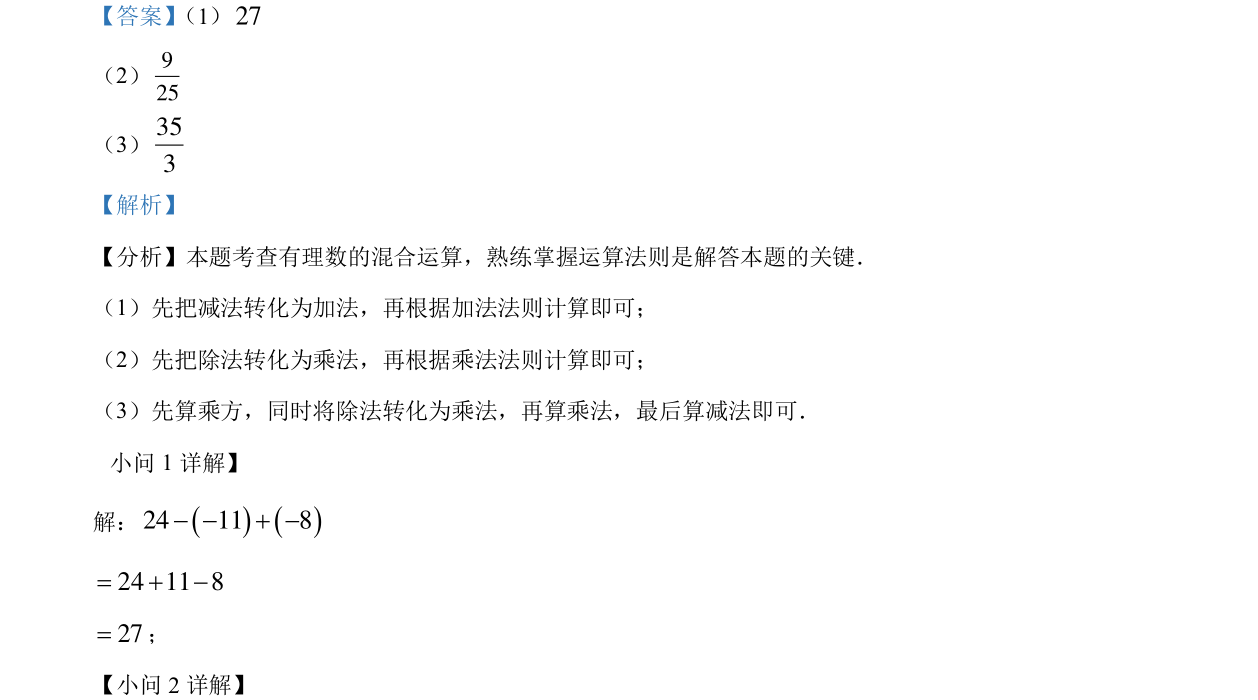 【答案】（1）27
（2）9/25
（3）35/3
【解析】
【分析】本题考查有理数的混合运算，熟练掌握运算法则是解答本题的关键．
（1）先把减法转化为加法，再根据加法法则计算即可；
（2）先把除法转化为乘法，再根据乘法法则计算即可；
（3）先算乘方，同时将除法转化为乘法，再算乘法，最后算减法即可．
小问 1 详解】
解：24−(−11)+(−8)
=24+11−8
=27；
【小问 2 详解】